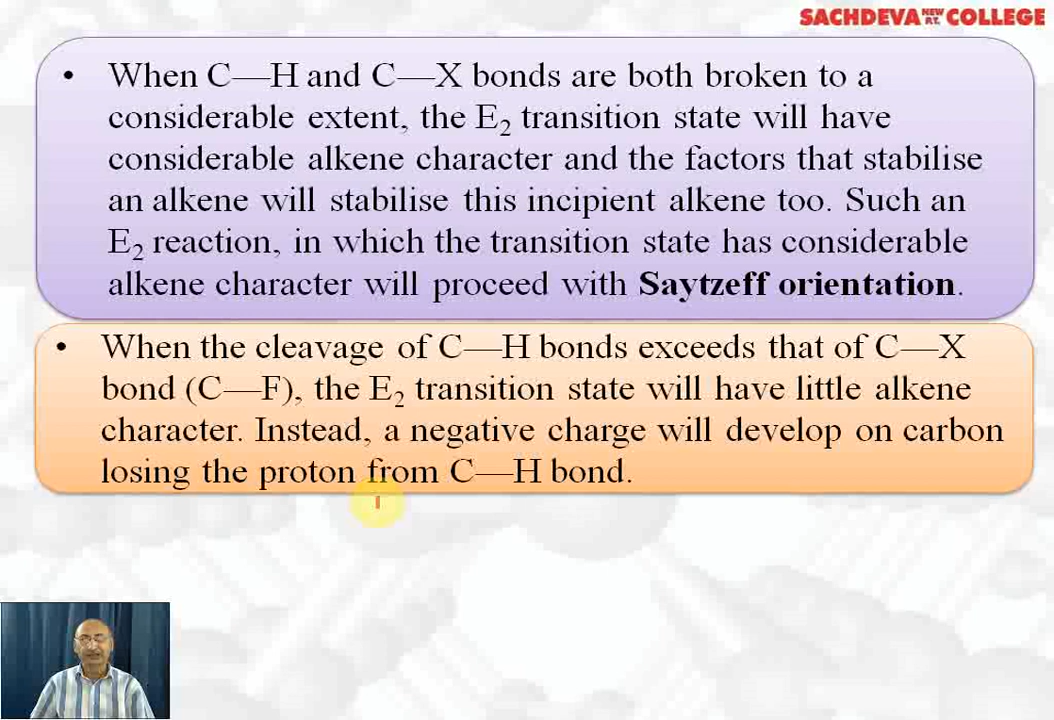 SACHDEVA NEW P.T. COLLEGE
• When C—H and C—X bonds are both broken to a
considerable extent, the E₂ transition state will have
considerable alkene character and the factors that stabilise
an alkene will stabilise this incipient alkene too. Such an
E₂ reaction, in which the transition state has considerable
alkene character will proceed with Saytzeff orientation.
• When the cleavage of C—H bonds exceeds that of C—X
bond (C—F), the E₂ transition state will have little alkene
character. Instead, a negative charge will develop on carbon
losing the proton from C—H bond.